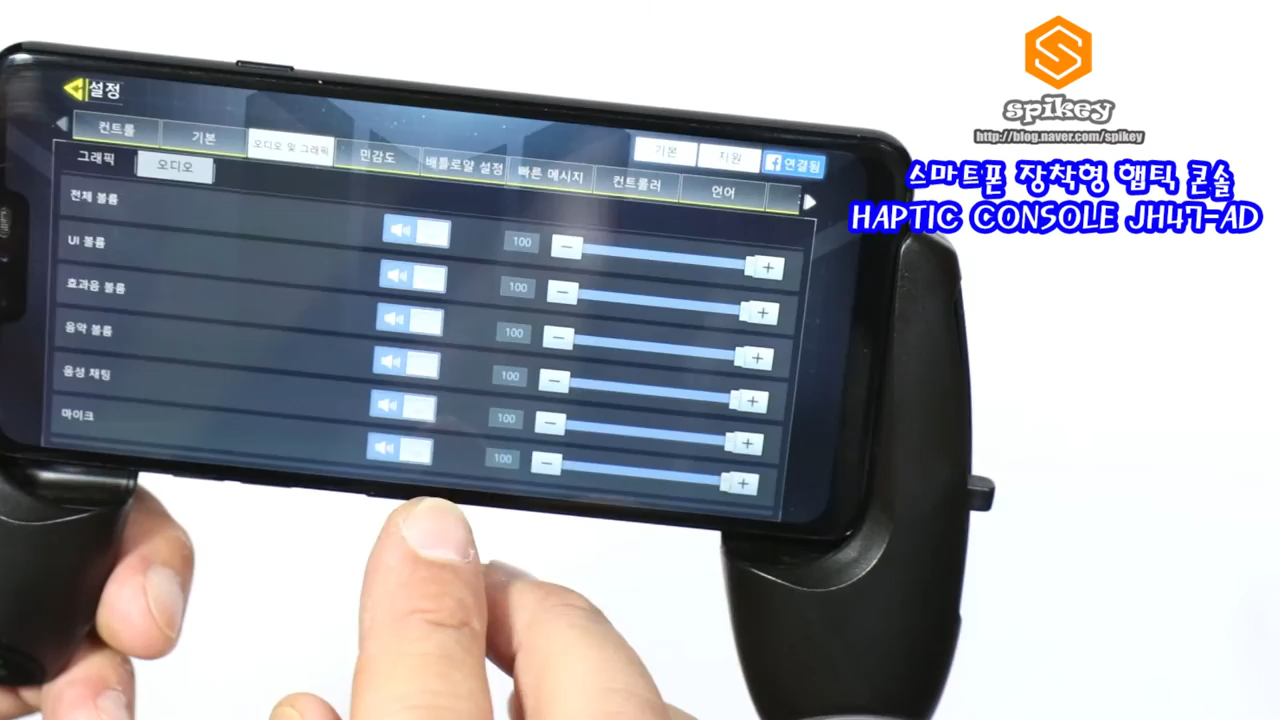 spikey
http://blog.naver.com/spikey
스마트폰 장착형 햅틱 콘솔
HAPTIC CONSOLE JH47-AD
설정
기본 지원 연결됨
컨트롤 기본 오디오 및 그래픽 민감도 배틀로얄 설정 빠른 메시지 컨트롤러 언어
그래픽 오디오
전체 볼륨 100
UI 볼륨 100
효과음 볼륨 100
음악 볼륨 100
음성 채팅 100
마이크 100